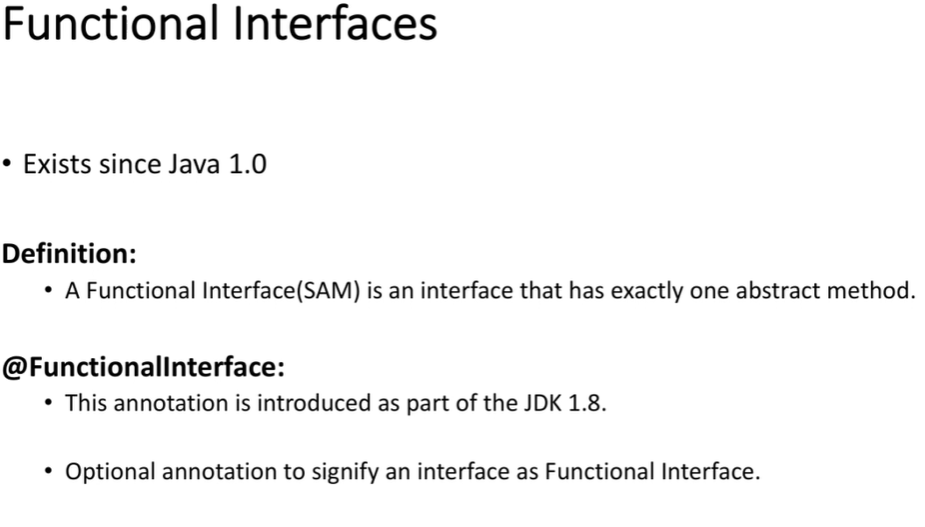 Functional Interfaces
• Exists since Java 1.0
Definition:
• A Functional Interface(SAM) is an interface that has exactly one abstract method.
@FunctionalInterface:
• This annotation is introduced as part of the JDK 1.8.
• Optional annotation to signify an interface as Functional Interface.